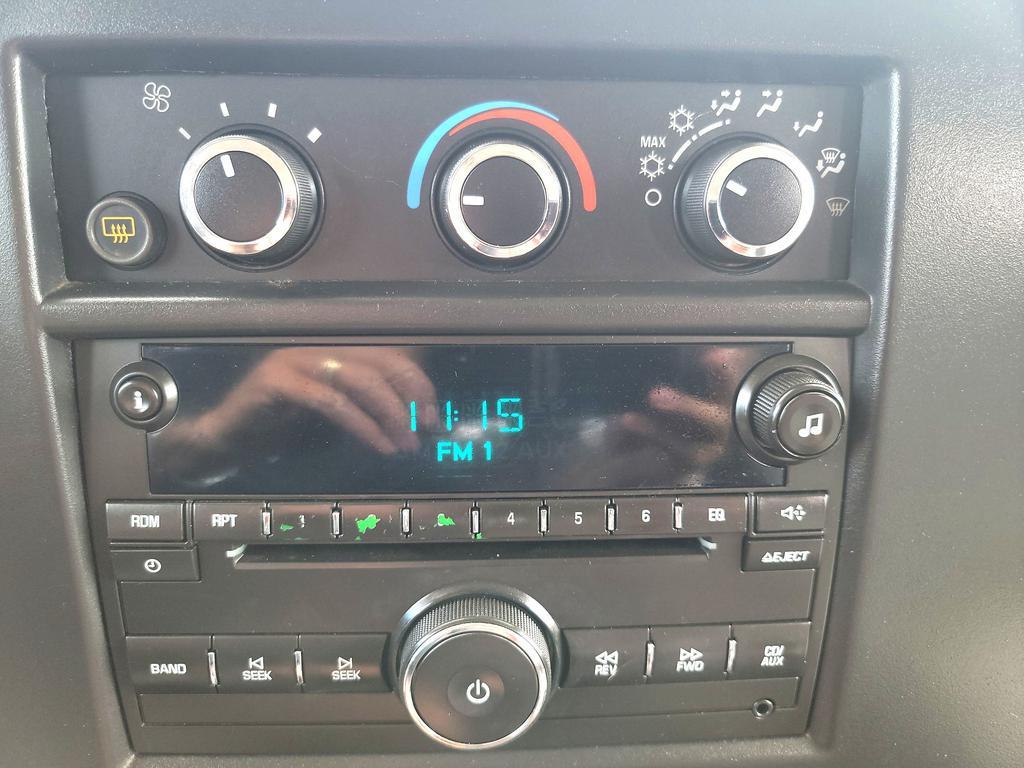 MAX
i
11:15
FM 1
AUX
RDM RPT 4 5 6 EQ
EJECT
BAND SEEK SEEK REV FWD CD/
AUX